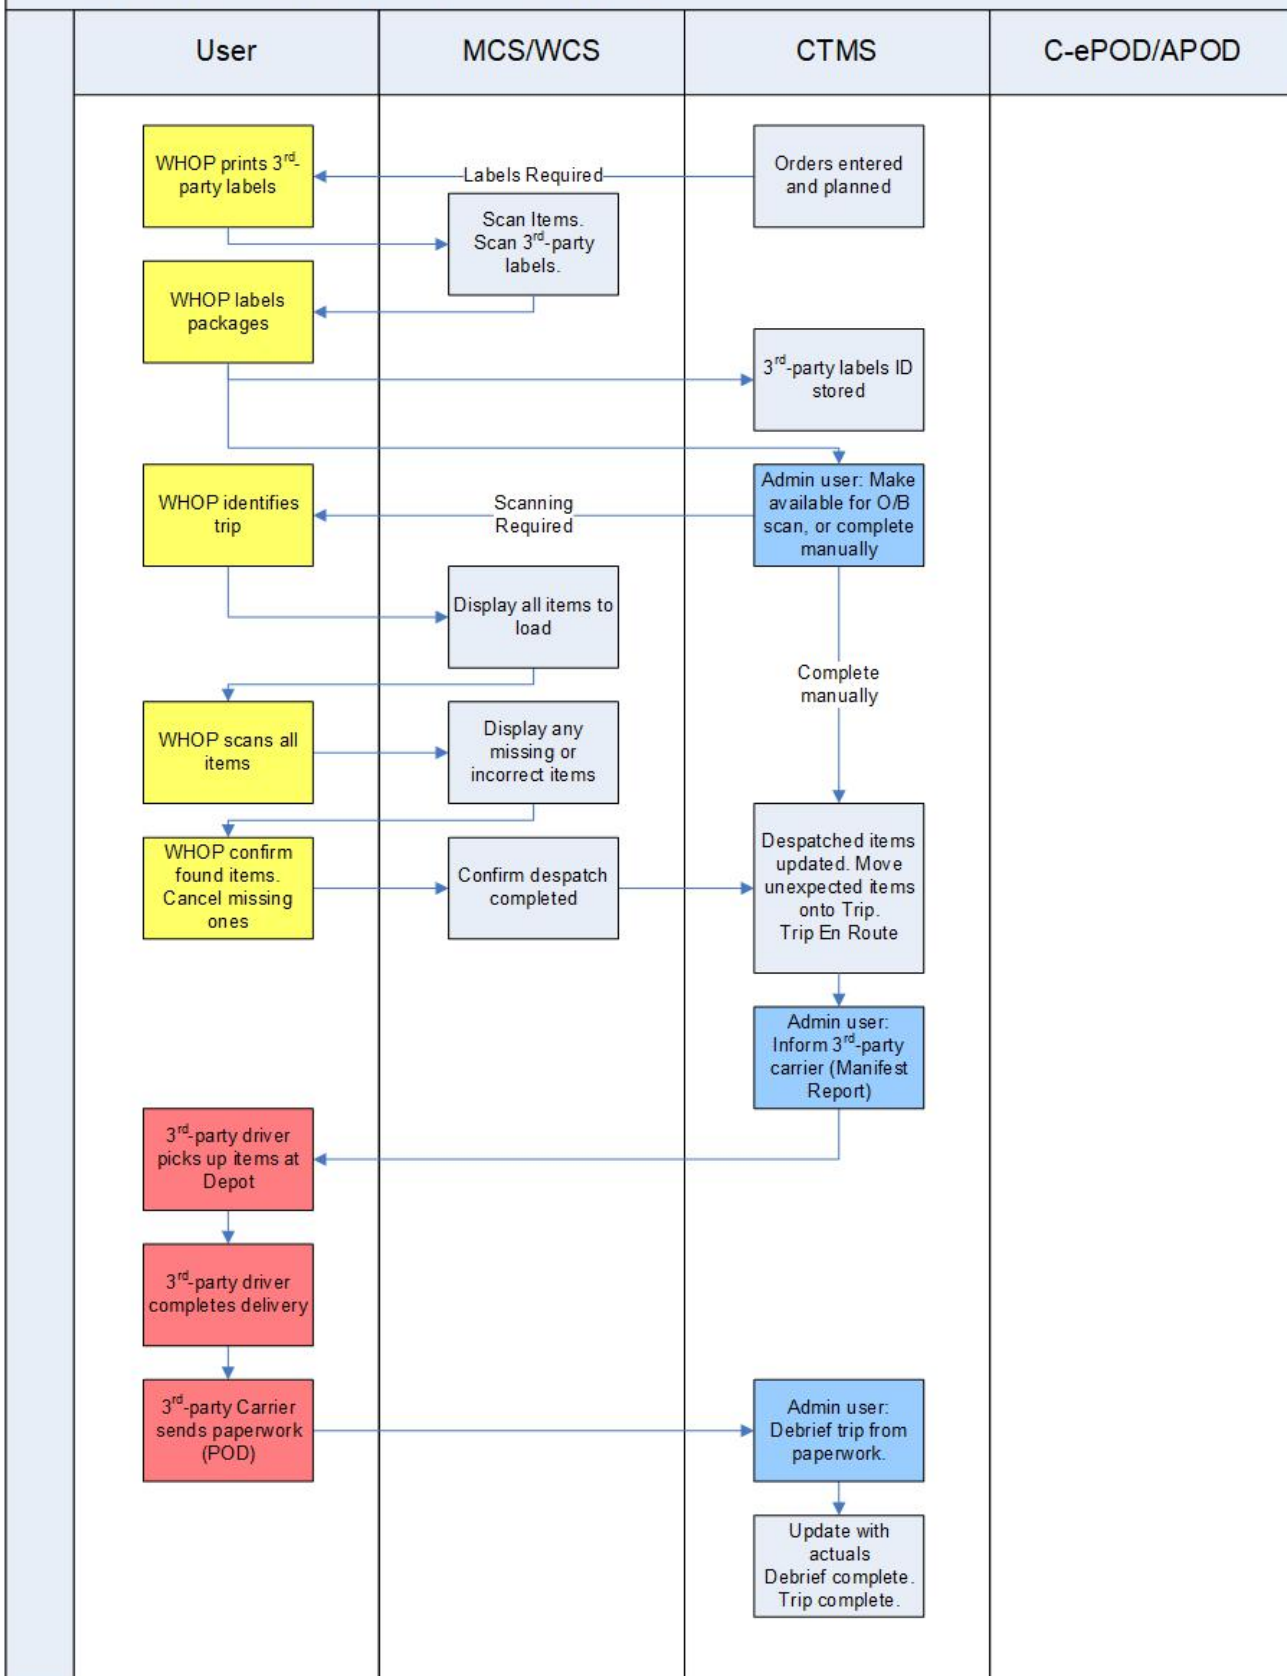 User
MCS/WCS
CTMS
C-ePOD/APOD
WHOP prints 3rd-
party labels
Labels Required
Orders entered
and planned
Scan Items.
Scan 3rd-party
labels.
WHOP labels
packages
3rd-party labels ID
stored
WHOP identifies
trip
Scanning
Required
Admin user: Make
available for O/B
scan, or complete
manually
Display all items to
load
Complete
manually
WHOP scans all
items
Display any
missing or
incorrect items
WHOP confirm
found items.
Cancel missing
ones
Confirm despatch
completed
Despatched items
updated. Move
unexpected items
onto Trip.
Trip En Route
Admin user:
Inform 3rd-party
carrier (Manifest
Report)
3rd-party driver
picks up items at
Depot
3rd-party driver
completes delivery
3rd-party Carrier
sends paperwork
(POD)
Admin user:
Debrief trip from
paperwork.
Update with
actuals
Debrief complete.
Trip complete.